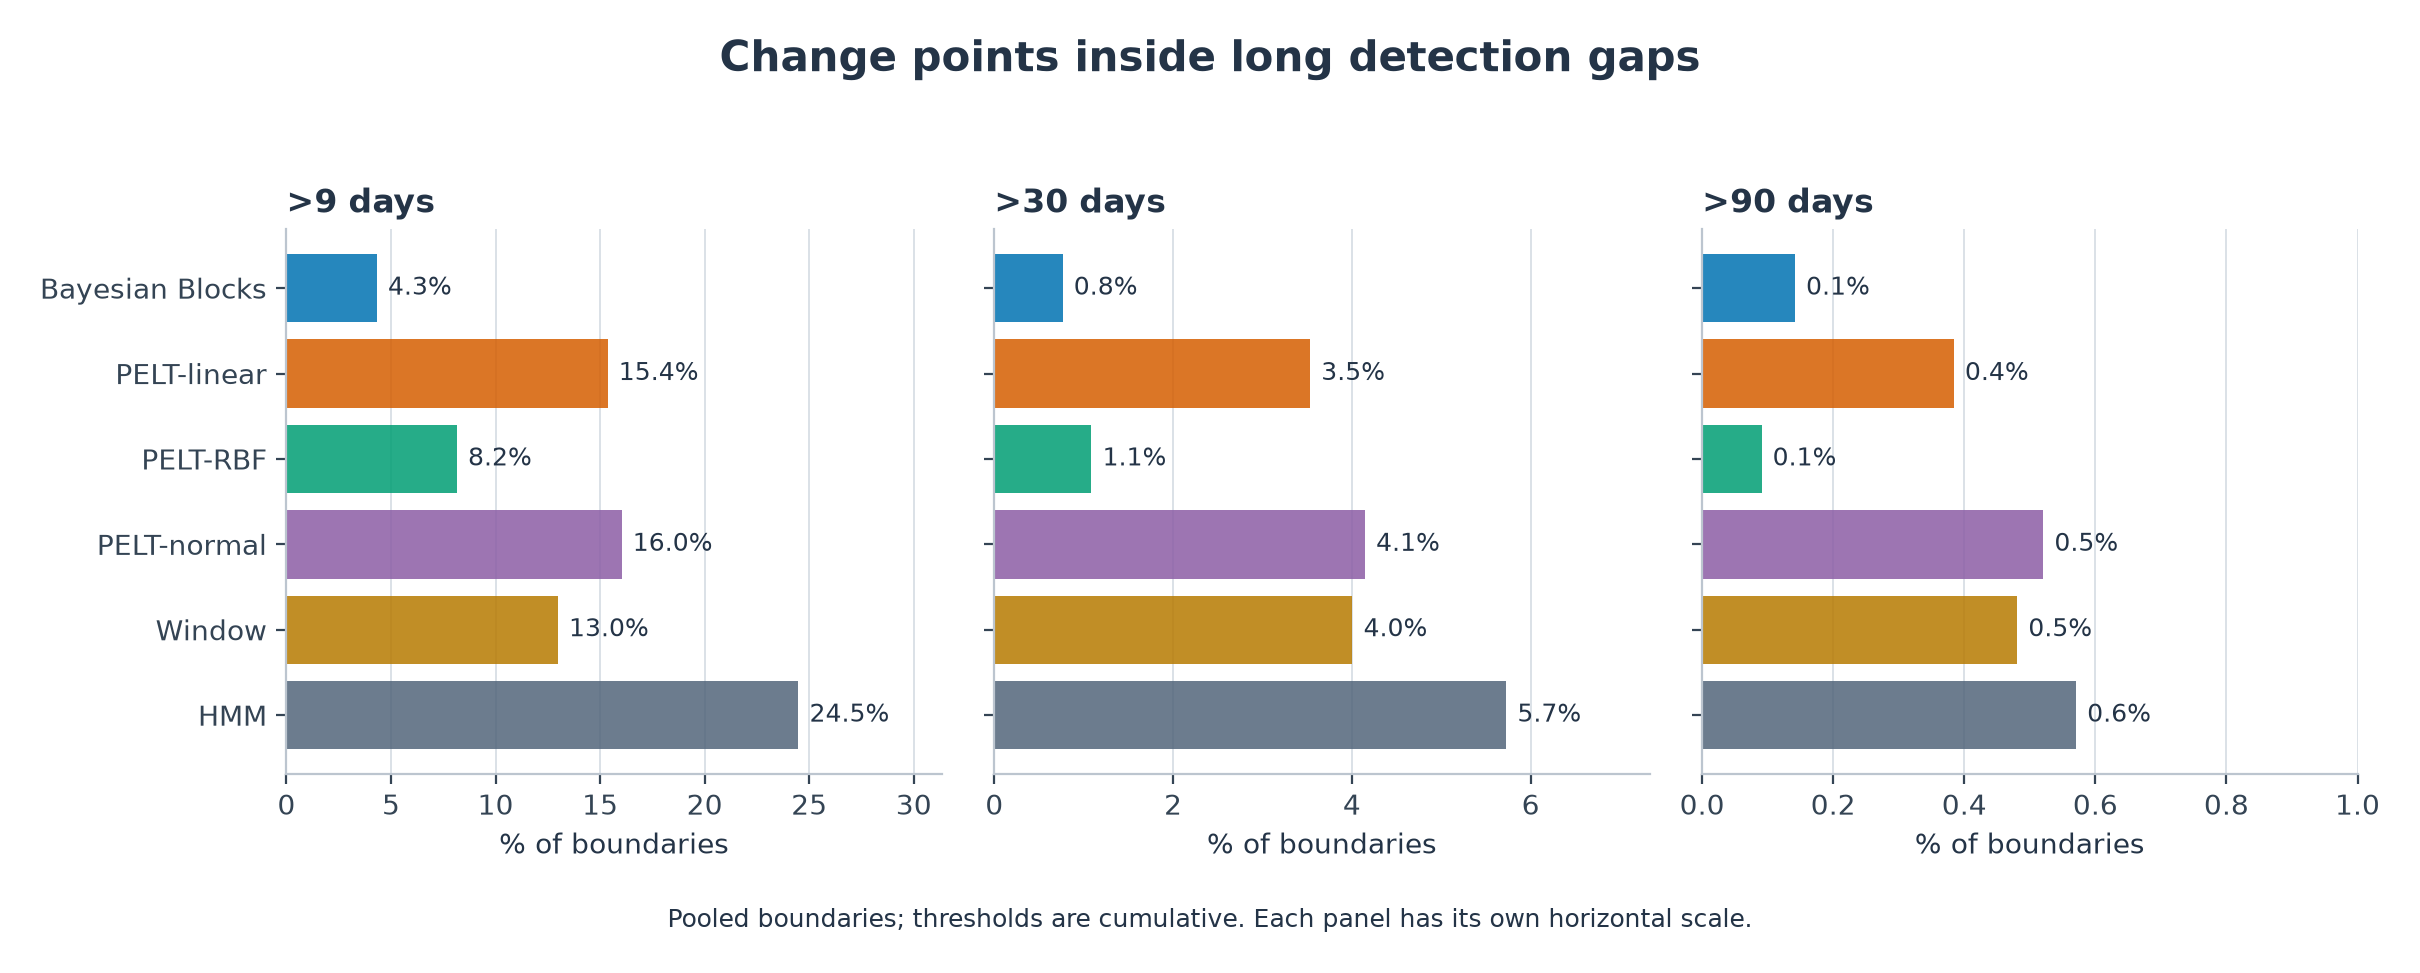 Change points inside long detection gaps
>9 days
>30 days
>90 days
Bayesian Blocks
4.3%
0.8%
0.1%
PELT-linear
15.4%
3.5%
0.4%
PELT-RBF
8.2%
1.1%
0.1%
PELT-normal
16.0%
4.1%
0.5%
Window
13.0%
4.0%
0.5%
HMM
24.5%
5.7%
0.6%
0 5 10 15 20 25 30
0 2 4 6
0.0 0.2 0.4 0.6 0.8 1.0
% of boundaries
% of boundaries
% of boundaries
Pooled boundaries; thresholds are cumulative. Each panel has its own horizontal scale.